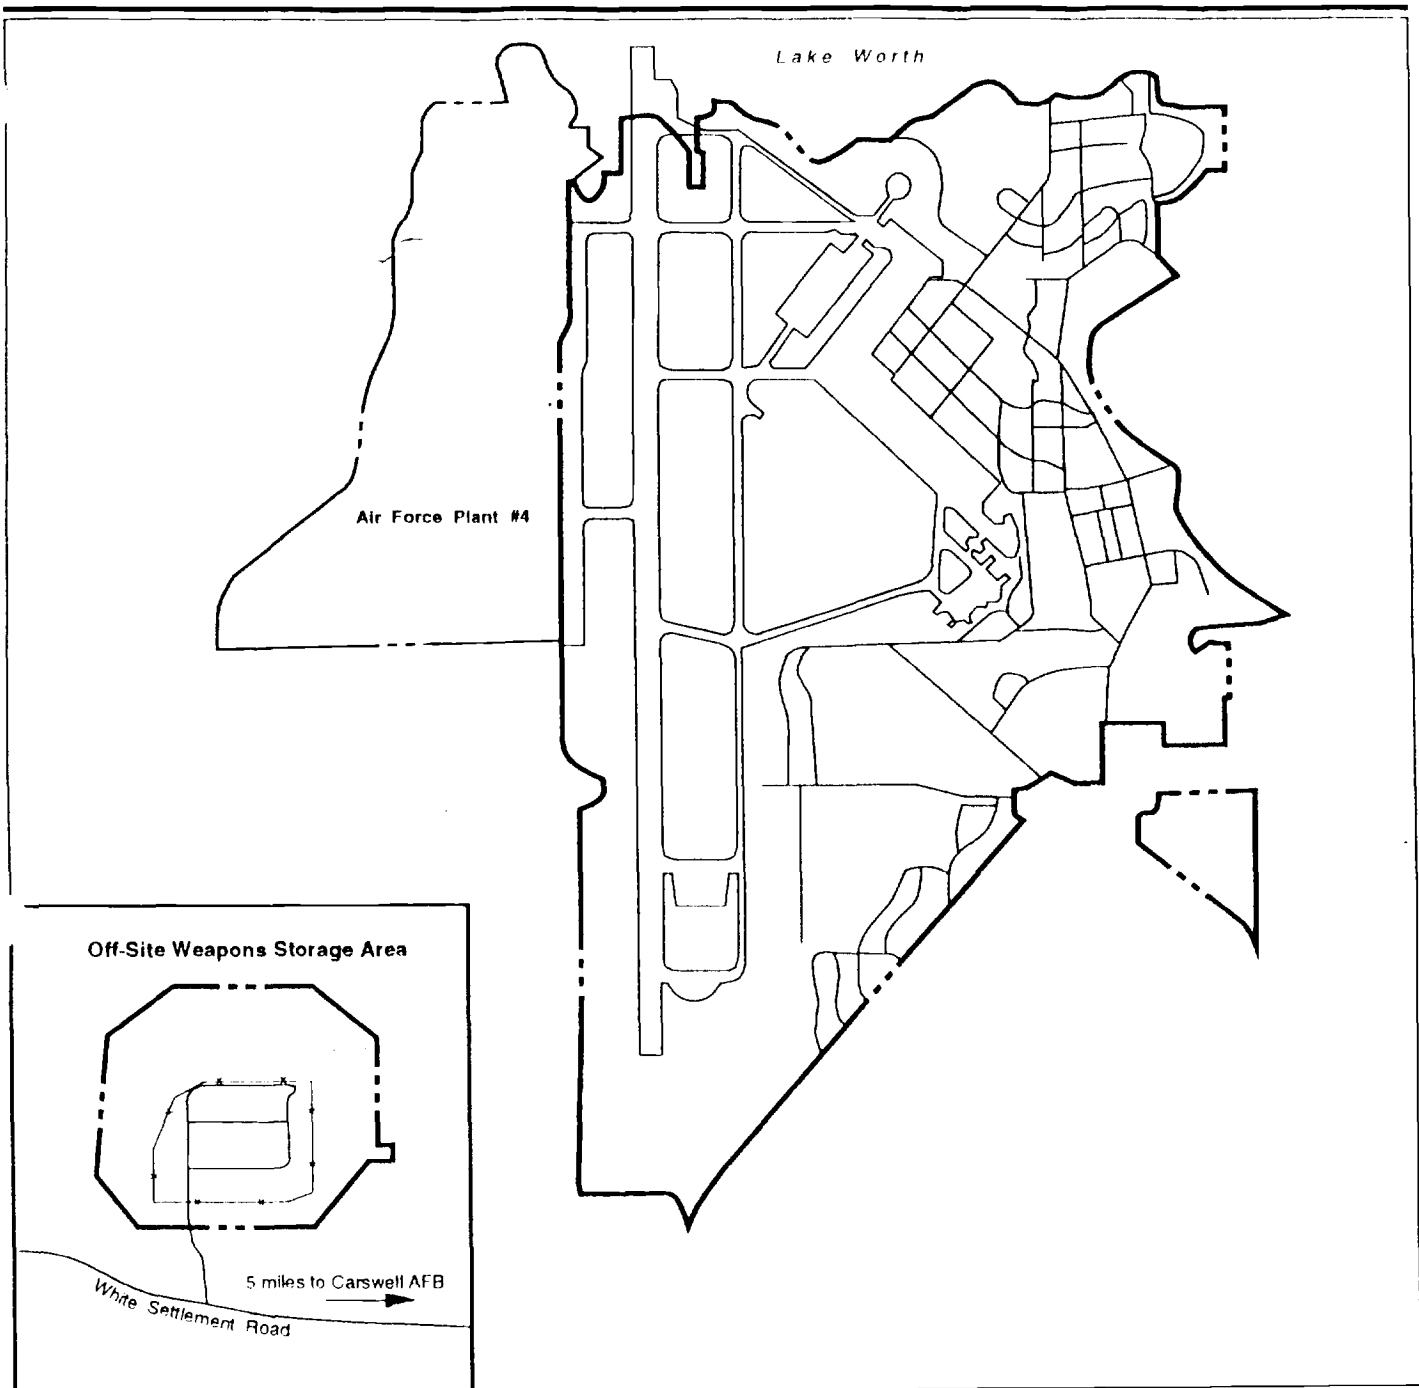 Lake Worth
Air Force Plant #4
Off-Site Weapons Storage Area
5 miles to Carswell AFB
White Settlement Road